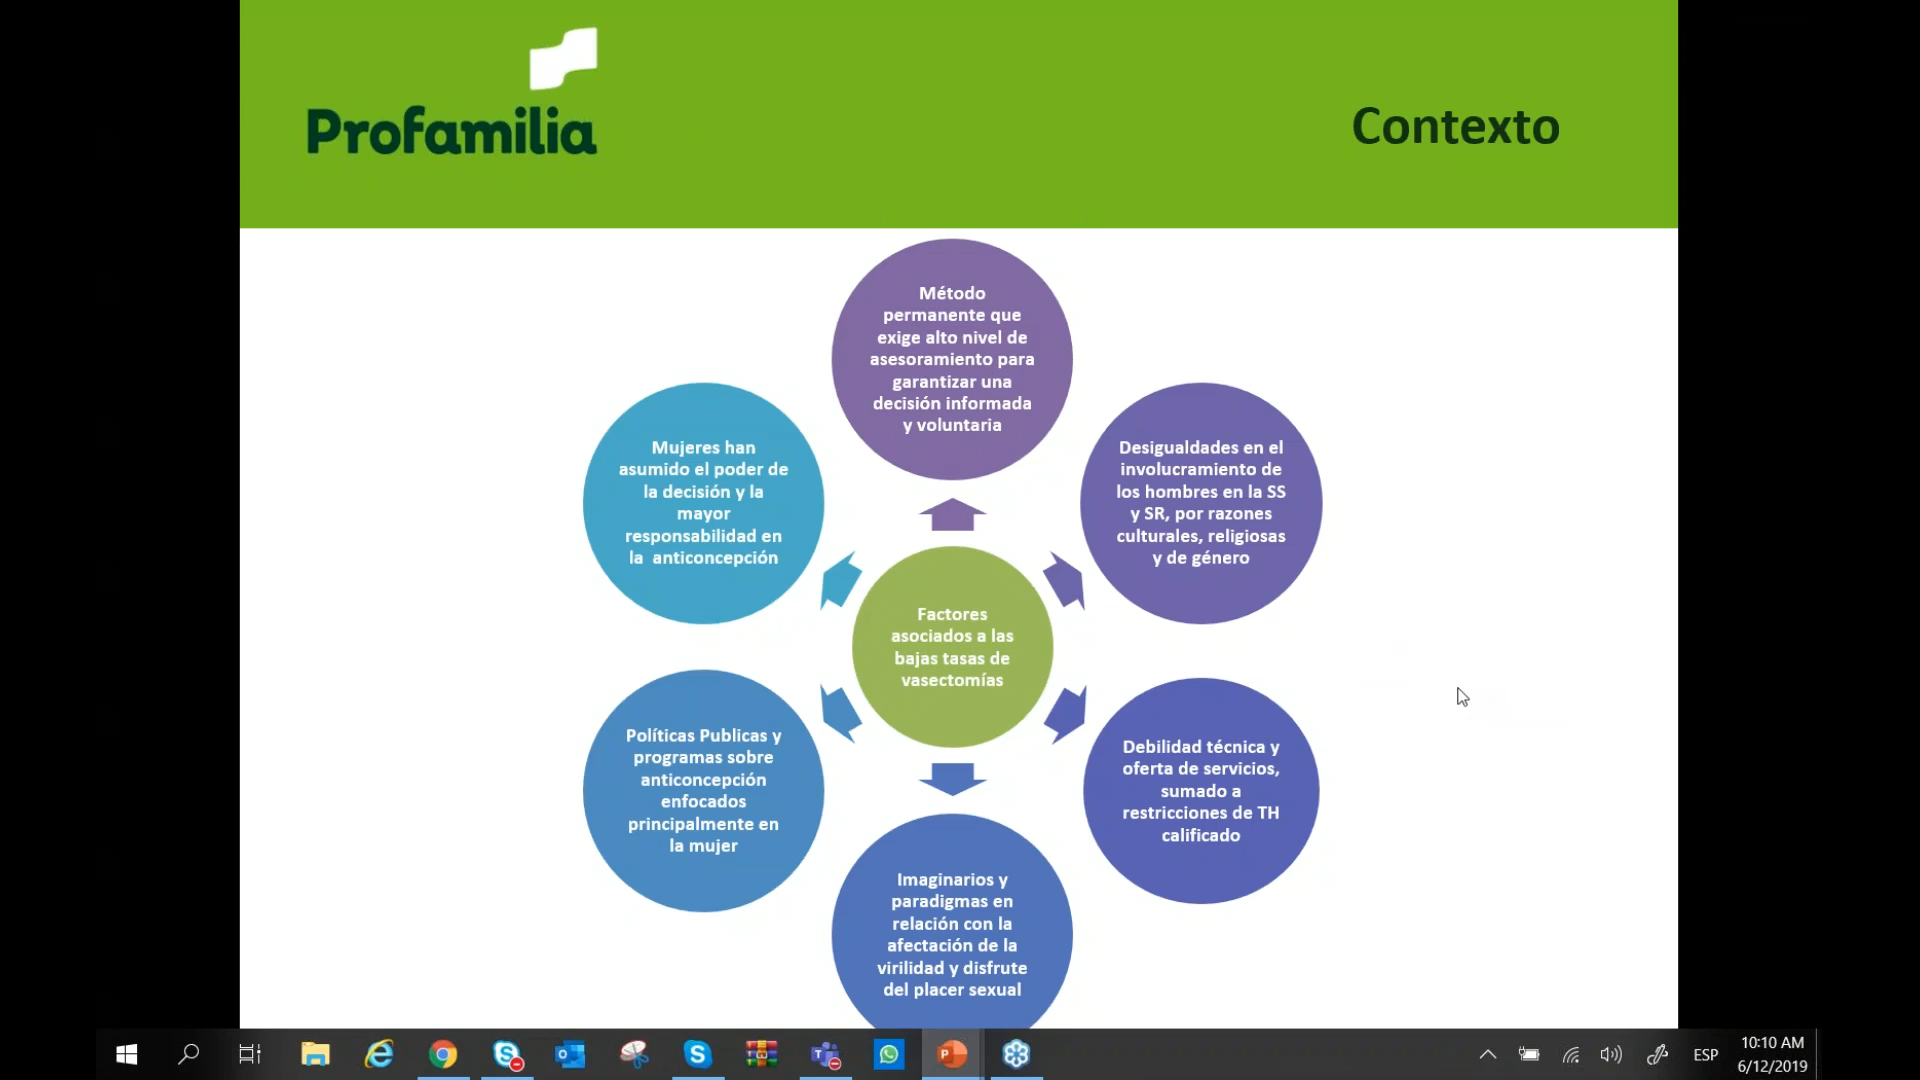 Profamilia
Contexto
Método
permanente que
exige alto nivel de
asesoramiento para
garantizar una
decisión informada
y voluntaria
Mujeres han
asumido el poder de
la decisión y la
mayor
responsabilidad en
la anticoncepción
Desigualdades en el
involucramiento de
los hombres en la SS
y SR, por razones
culturales, religiosas
y de género
Factores
asociados a las
bajas tasas de
vasectomías
Políticas Publicas y
programas sobre
anticoncepción
enfocados
principalmente en
la mujer
Debilidad técnica y
oferta de servicios,
sumado a
restricciones de TH
calificado
Imaginarios y
paradigmas en
relación con la
afectación de la
virilidad y disfrute
del placer sexual
ESP
10:10 AM
6/12/2019